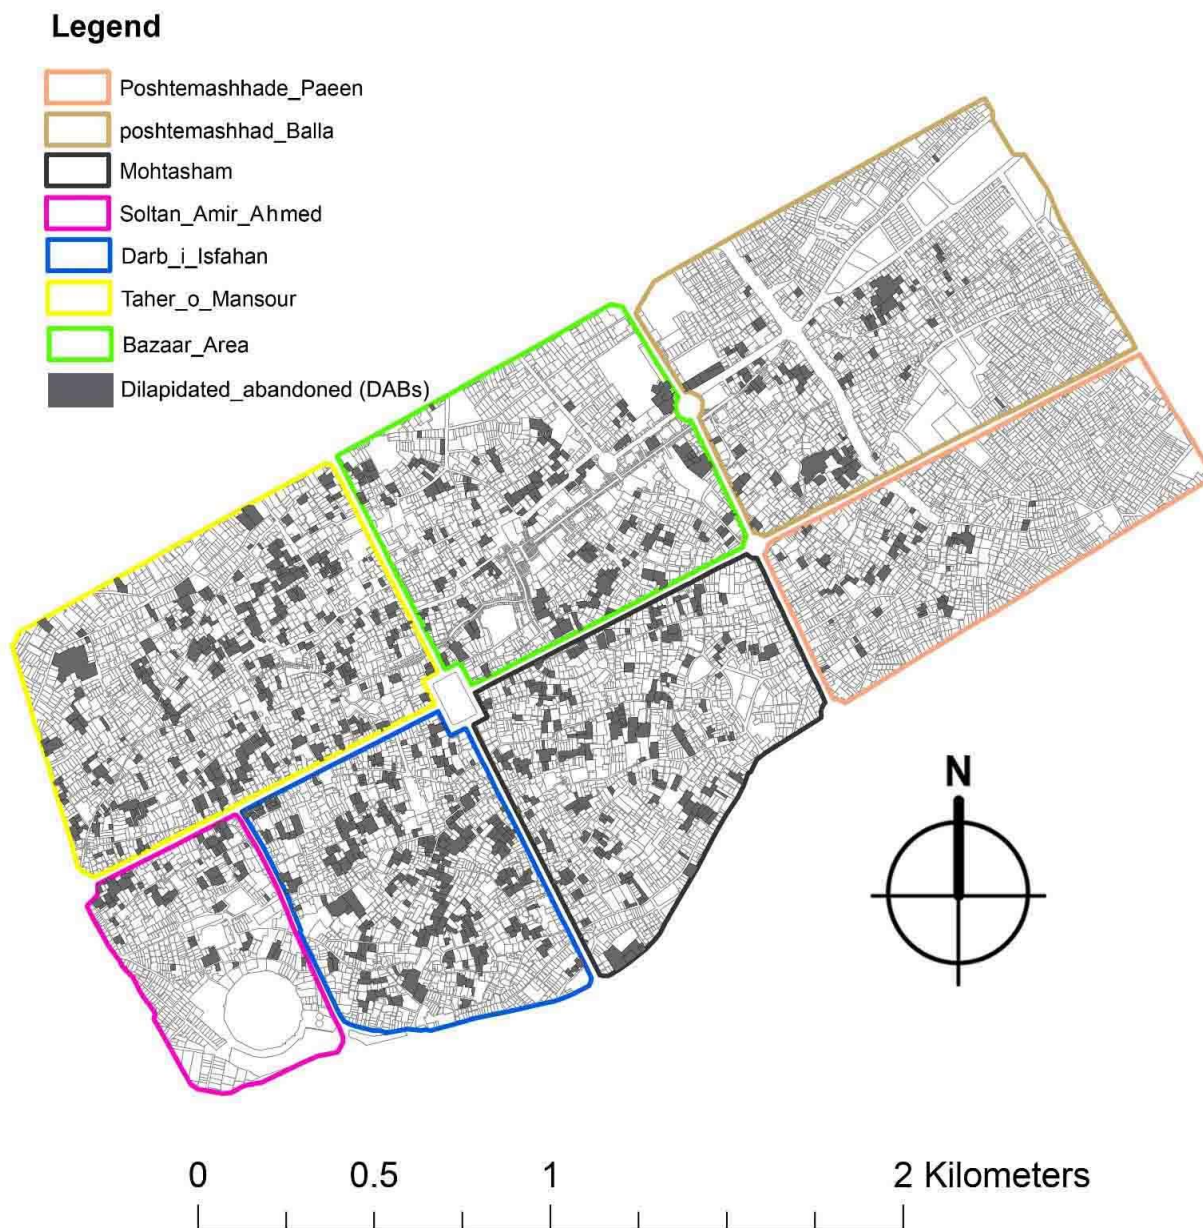 Legend
Poshtemashhade_Paeen
poshtemashhad_Balla
Mohtasham
Soltan_Amir_Ahmed
Darb_i_Isfahan
Taher_o_Mansour
Bazaar_Area
Dilapidated_abandoned (DABs)
N
0 0.5 1 2 Kilometers